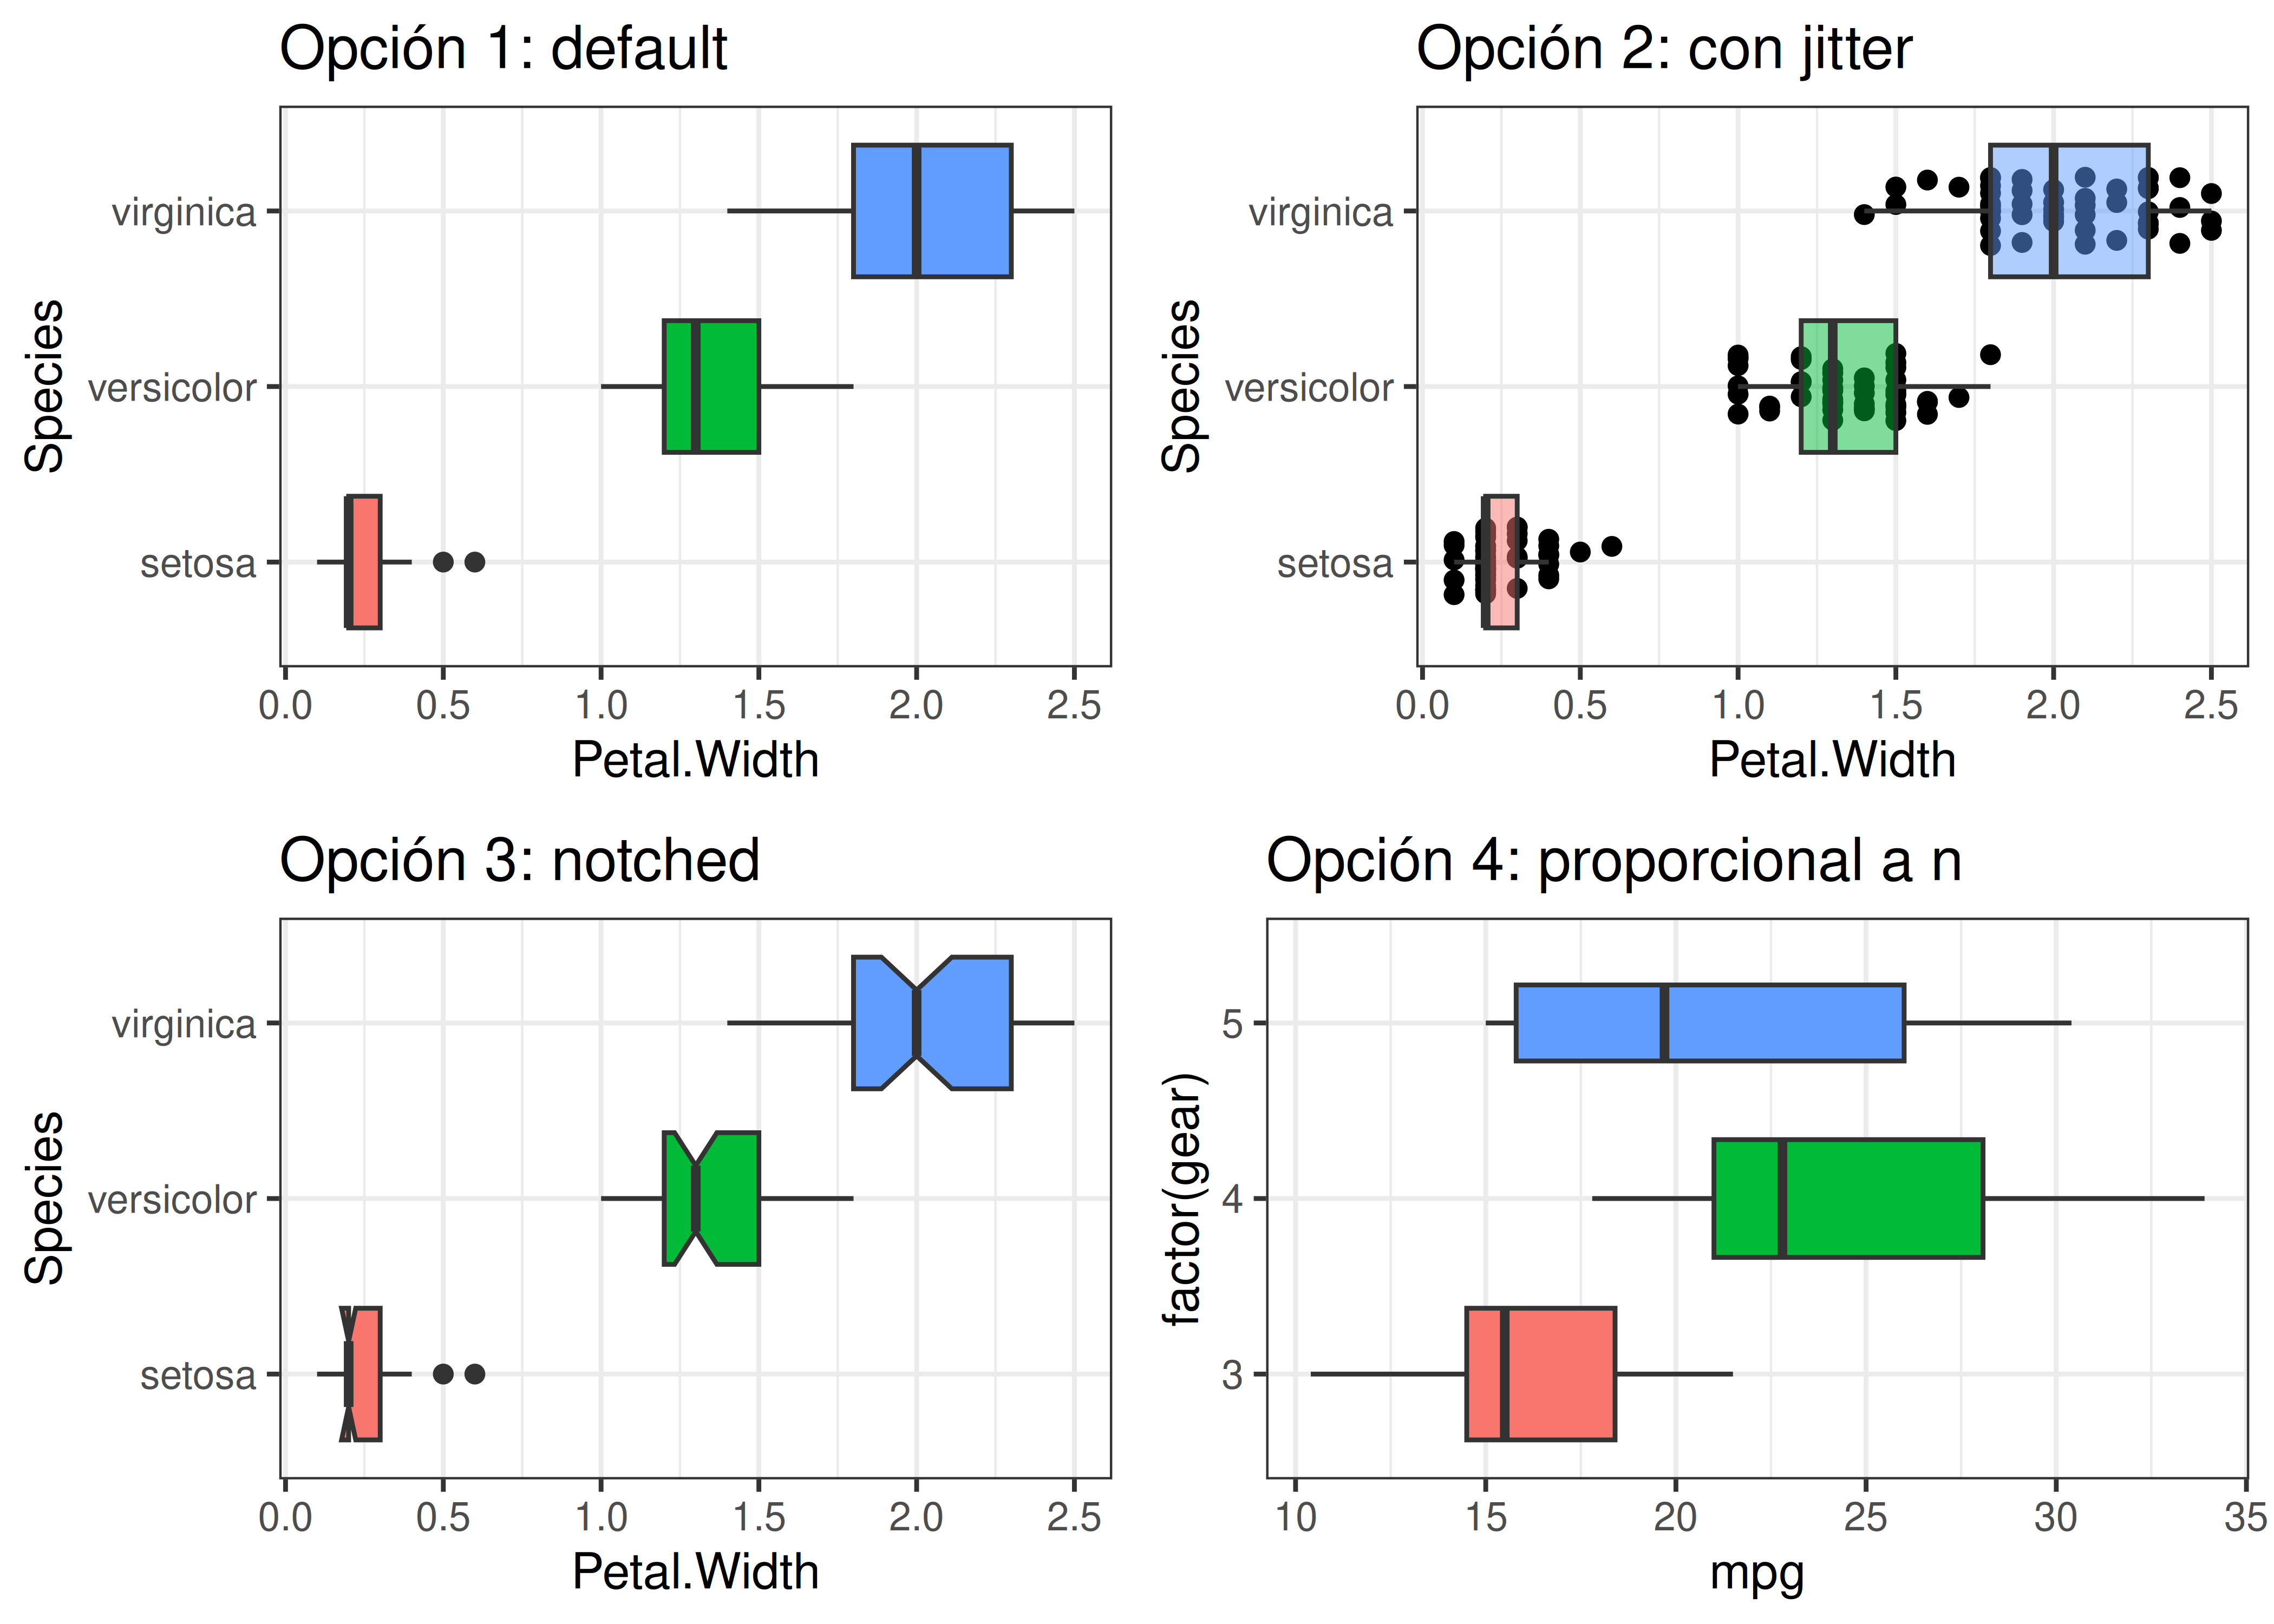 Opción 1: default
Species
virginica
versicolor
setosa
0.0 0.5 1.0 1.5 2.0 2.5
Petal.Width
Opción 2: con jitter
Species
virginica
versicolor
setosa
0.0 0.5 1.0 1.5 2.0 2.5
Petal.Width
Opción 3: notched
Species
virginica
versicolor
setosa
0.0 0.5 1.0 1.5 2.0 2.5
Petal.Width
Opción 4: proporcional a n
factor(gear)
5
4
3
10 15 20 25 30 35
mpg